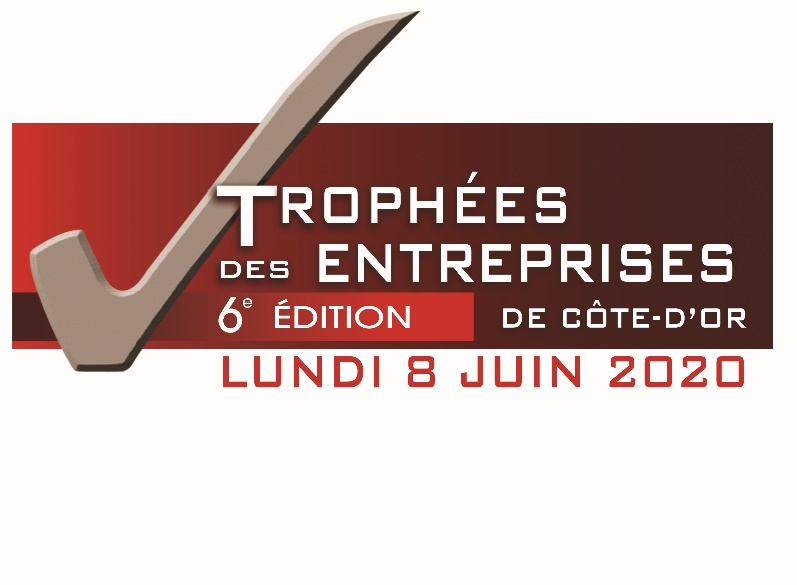 TROPHÉES
DES ENTREPRISES
6e ÉDITION DE CÔTE-D'OR
LUNDI 8 JUIN 2020